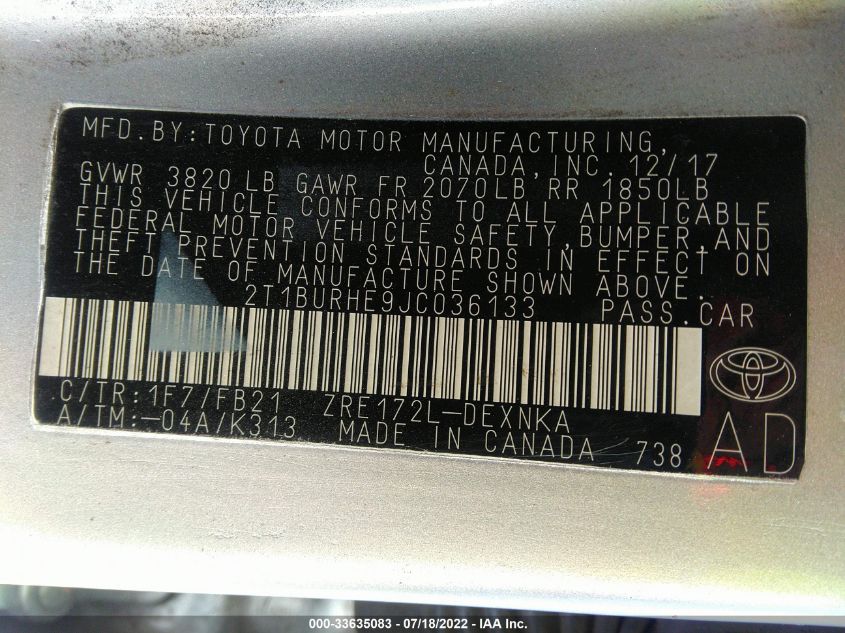 MFD.BY:TOYOTA MOTOR MANUFACTURING,
CANADA,INC. 12/17
GVWR 3820 LB GAWR FR 2070LB,RR 1850LB
THIS VEHICLE CONFORMS TO ALL APPLICABLE
FEDERAL MOTOR VEHICLE SAFETY,BUMPER,AND
THEFT PREVENTION STANDARDS IN EFFECT ON
THE DATE OF MANUFACTURE SHOWN ABOVE.
2T1BURHE9JC036133 PASS.CAR
C/TR:1F7/FB21 ZRE172L-DEXNKA
A/TM:-04A/K313 MADE IN CANADA 738
AD
000-33635083 - 07/18/2022 - IAA Inc.